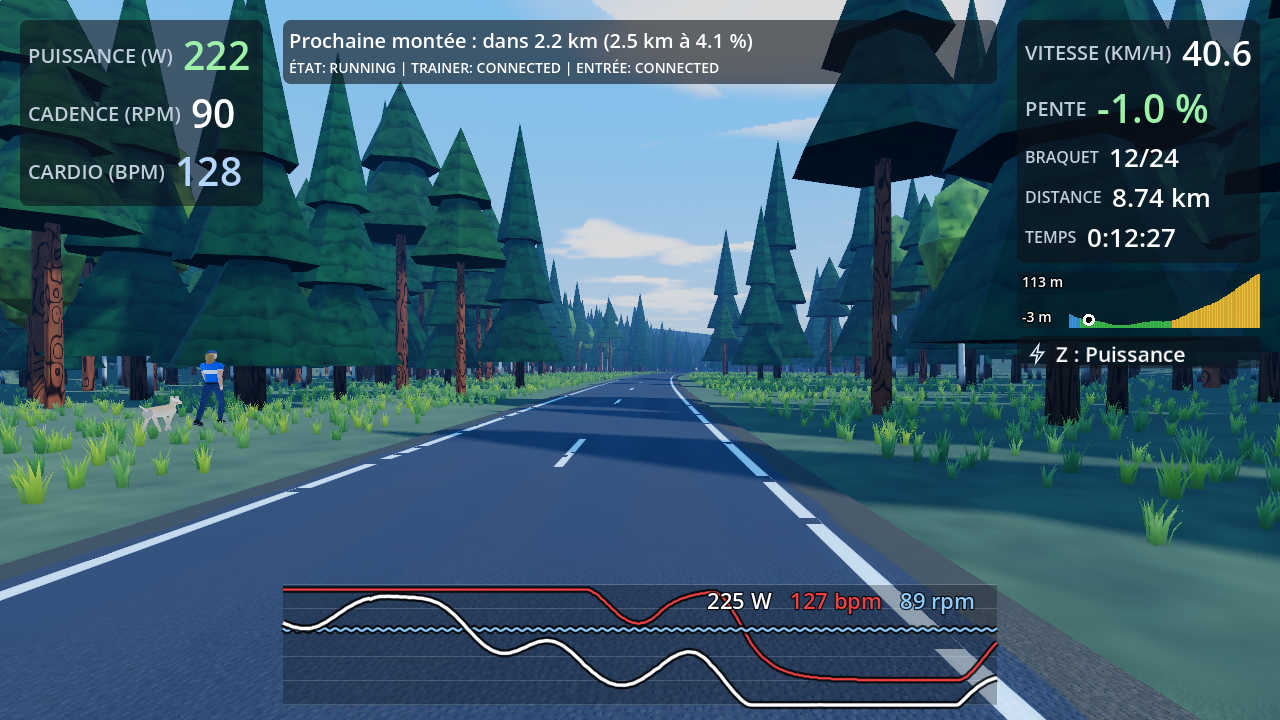 PUISSANCE (W) 222
CADENCE (RPM) 90
CARDIO (BPM) 128
Prochaine montée : dans 2.2 km (2.5 km à 4.1 %)
ÉTAT: RUNNING | TRAINER: CONNECTED | ENTRÉE: CONNECTED
VITESSE (KM/H) 40.6
PENTE -1.0 %
BRAQUET 12/24
DISTANCE 8.74 km
TEMPS 0:12:27
113 m
-3 m
Z : Puissance
225 W 127 bpm 89 rpm